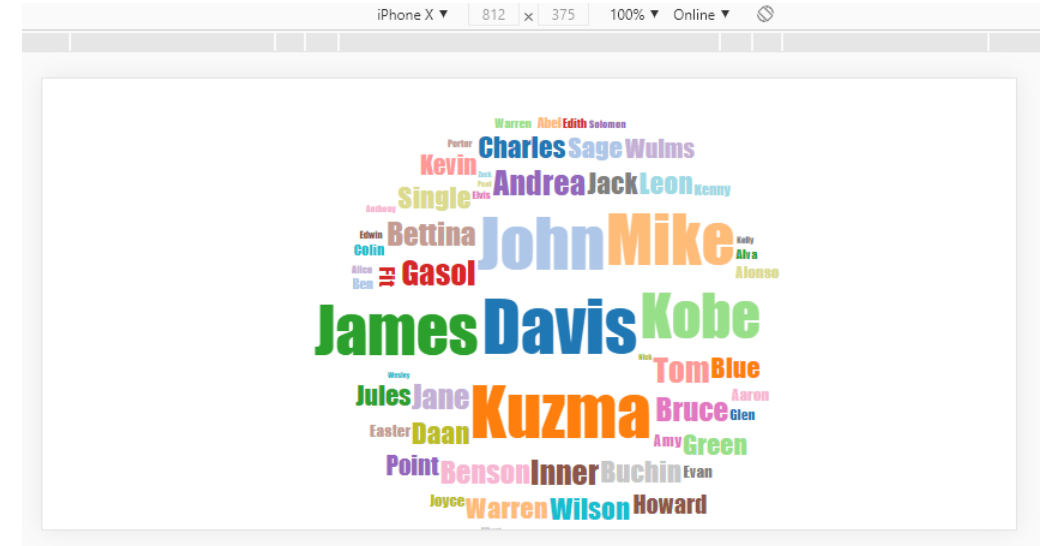 iPhone X ▼ 812 × 375 100% ▼ Online ▼
Warren Abel Edith Solomon
Porter Charles Sage Wulms
Kevin Zack
Andrea Jack Leon Kenny
Single Elvis
Anthony
Edwin Bettina John Mike Kelly
Colin Alva
Alice Fit Gasol Alonso
Ben
James Davis Kobe
Nick Tom Blue
Wesley
Jules Jane Kuzma Bruce Aaron
Glen
Easter Daan Amy Green
Point Benson Inner Buchin Evan
Joyce Warren Wilson Howard